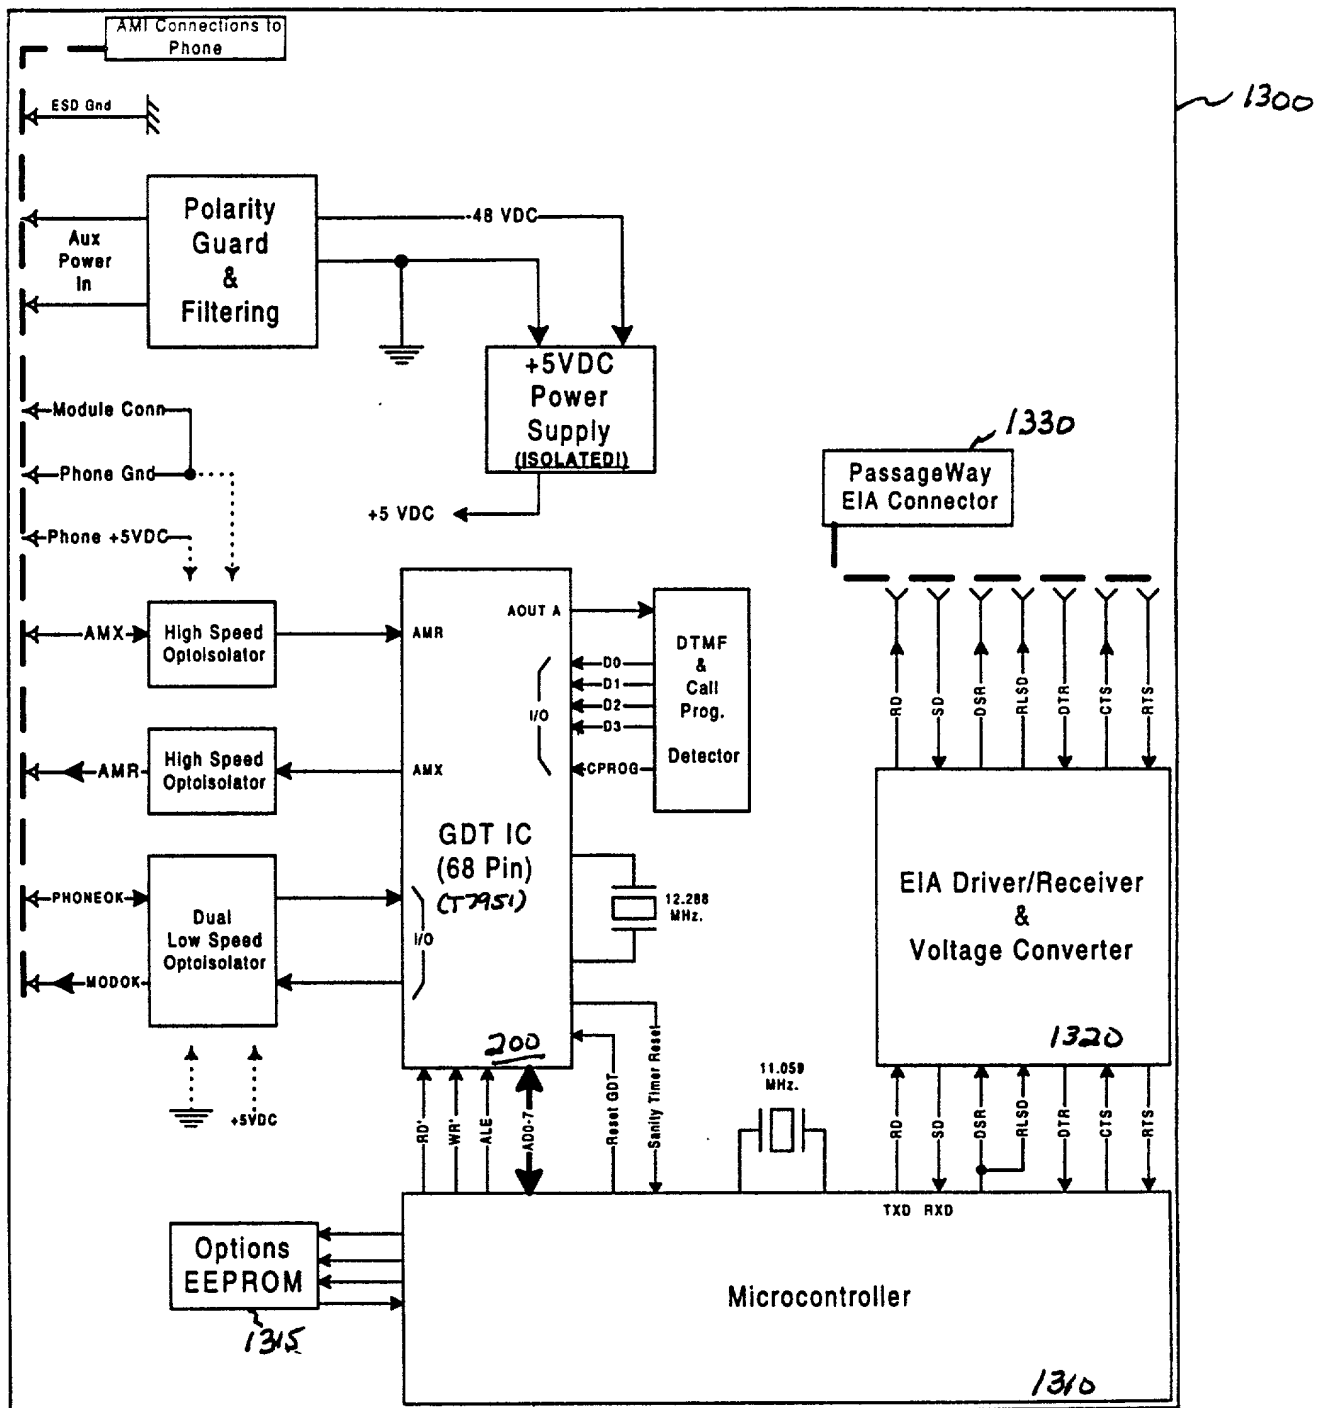 AMI Connections to
Phone
1300
ESD Gnd
Polarity
Guard
&
Filtering
-48 VDC
Aux
Power
In
+5VDC
Power
Supply
(ISOLATED!)
Module Conn
Phone Gnd
Phone +5VDC
+5 VDC
1330
PassageWay
EIA Connector
AMX
High Speed
Optoisolator
AMR
AOUT A
DTMF
&
Call
Prog.
Detector
D0
D1
D2
D3
I/O
CPROG
RD
SD
DSR
RLSD
DTR
CTS
RTS
AMR
High Speed
Optoisolator
AMX
GDT IC
(68 Pin)
(T7951)
12.288
MHz.
PHONEOK
Dual
Low Speed
Optoisolator
I/O
MODOK
EIA Driver/Receiver
&
Voltage Converter
1320
200
+5VDC
RD'
WR'
ALE
AD0-7
Reset GDT
Sanity Timer Reset
11.059
MHz.
RD
SD
DSR
RLSD
DTR
CTS
RTS
TXD RXD
Options
EEPROM
1315
Microcontroller
1310